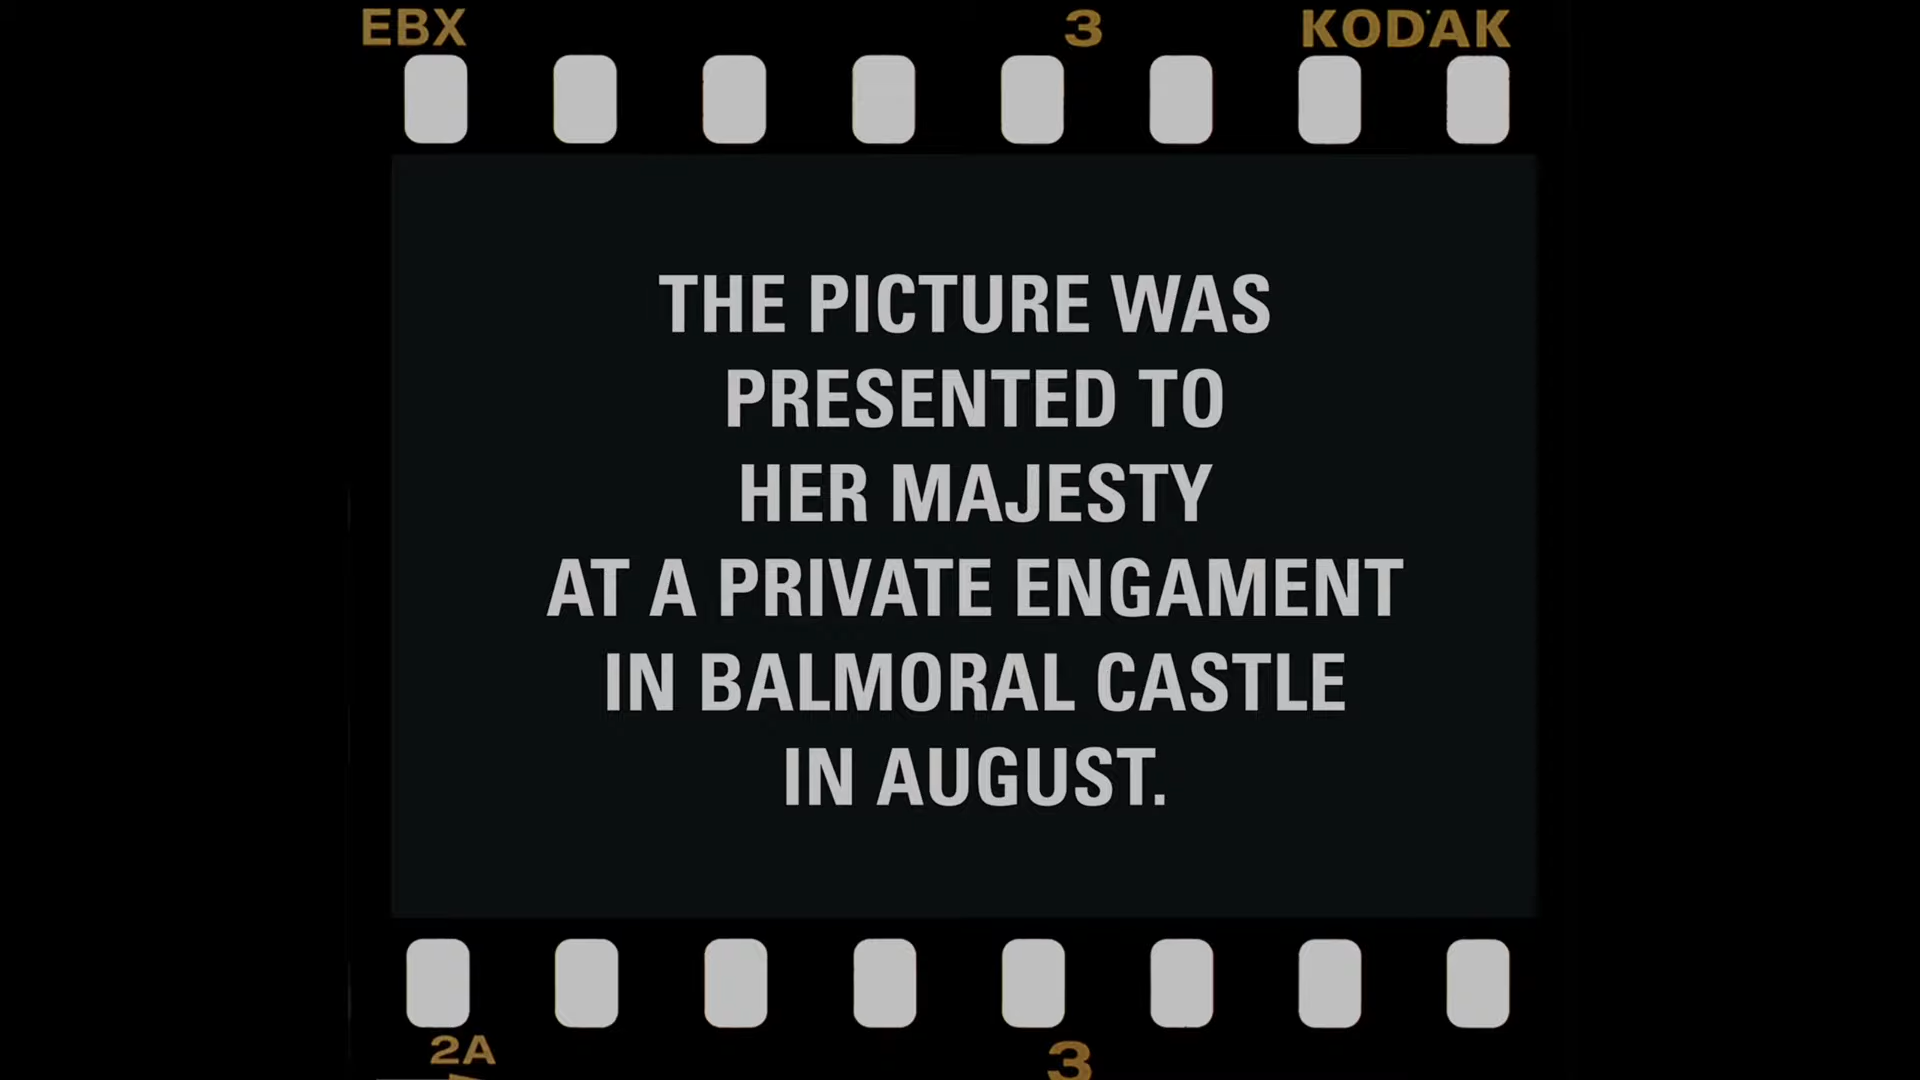 EBX 3 KODAK
THE PICTURE WAS
PRESENTED TO
HER MAJESTY
AT A PRIVATE ENGAMENT
IN BALMORAL CASTLE
IN AUGUST.
2A 3